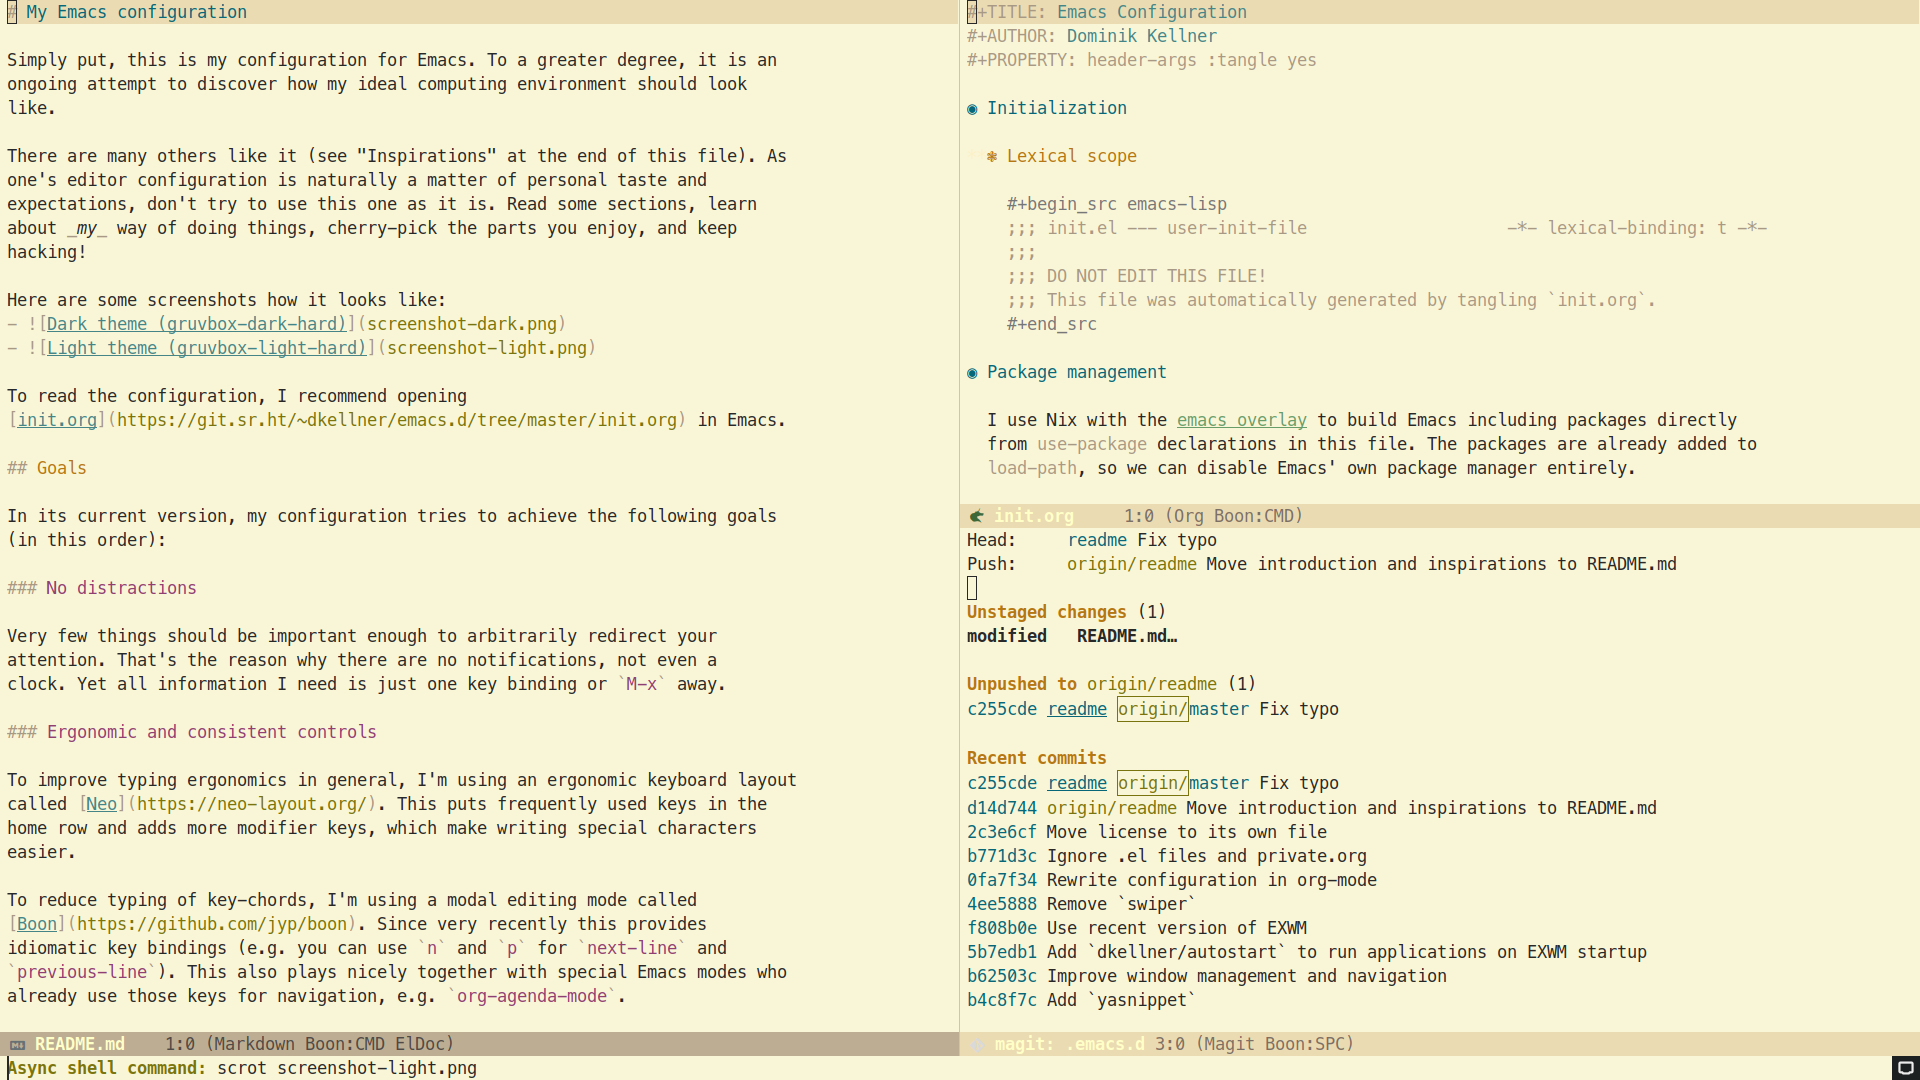 # My Emacs configuration

Simply put, this is my configuration for Emacs. To a greater degree, it is an
ongoing attempt to discover how my ideal computing environment should look
like.

There are many others like it (see "Inspirations" at the end of this file). As
one's editor configuration is naturally a matter of personal taste and
expectations, don't try to use this one as it is. Read some sections, learn
about _my_ way of doing things, cherry-pick the parts you enjoy, and keep
hacking!

Here are some screenshots how it looks like:
- ![Dark theme (gruvbox-dark-hard)](screenshot-dark.png)
- ![Light theme (gruvbox-light-hard)](screenshot-light.png)

To read the configuration, I recommend opening
[init.org](https://git.sr.ht/~dkellner/emacs.d/tree/master/init.org) in Emacs.

## Goals

In its current version, my configuration tries to achieve the following goals
(in this order):

### No distractions

Very few things should be important enough to arbitrarily redirect your
attention. That's the reason why there are no notifications, not even a
clock. Yet all information I need is just one key binding or `M-x` away.

### Ergonomic and consistent controls

To improve typing ergonomics in general, I'm using an ergonomic keyboard layout
called [Neo](https://neo-layout.org/). This puts frequently used keys in the
home row and adds more modifier keys, which make writing special characters
easier.

To reduce typing of key-chords, I'm using a modal editing mode called
[Boon](https://github.com/jyp/boon). Since very recently this provides
idiomatic key bindings (e.g. you can use `n` and `p` for `next-line` and
`previous-line`). This also plays nicely together with special Emacs modes who
already use those keys for navigation, e.g. `org-agenda-mode`.

README.md 1:0 (Markdown Boon:CMD ElDoc)

#+TITLE: Emacs Configuration
#+AUTHOR: Dominik Kellner
#+PROPERTY: header-args :tangle yes

◉ Initialization

❃ Lexical scope

#+begin_src emacs-lisp
;;; init.el --- user-init-file -*- lexical-binding: t -*-
;;;
;;; DO NOT EDIT THIS FILE!
;;; This file was automatically generated by tangling `init.org`.
#+end_src

◉ Package management

I use Nix with the emacs overlay to build Emacs including packages directly
from use-package declarations in this file. The packages are already added to
load-path, so we can disable Emacs' own package manager entirely.

init.org 1:0 (Org Boon:CMD)
Head: readme Fix typo
Push: origin/readme Move introduction and inspirations to README.md

Unstaged changes (1)
modified README.md…

Unpushed to origin/readme (1)
c255cde readme origin/master Fix typo

Recent commits
c255cde readme origin/master Fix typo
d14d744 origin/readme Move introduction and inspirations to README.md
2c3e6cf Move license to its own file
b771d3c Ignore .el files and private.org
0fa7f34 Rewrite configuration in org-mode
4ee5888 Remove `swiper`
f808b0e Use recent version of EXWM
5b7edb1 Add `dkellner/autostart` to run applications on EXWM startup
b62503c Improve window management and navigation
b4c8f7c Add `yasnippet`

magit: .emacs.d 3:0 (Magit Boon:SPC)
Async shell command: scrot screenshot-light.png